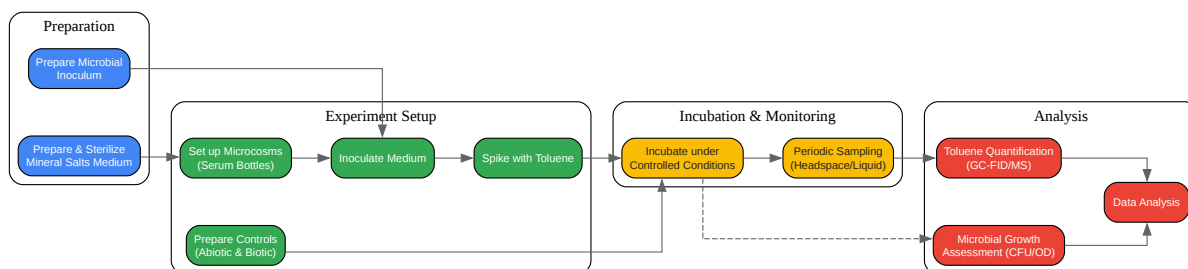 Preparation
Prepare Microbial
Inoculum
Prepare & Sterilize
Mineral Salts Medium
Experiment Setup
Set up Microcosms
(Serum Bottles)
Inoculate Medium
Spike with Toluene
Prepare Controls
(Abiotic & Biotic)
Incubation & Monitoring
Incubate under
Controlled Conditions
Periodic Sampling
(Headspace/Liquid)
Analysis
Toluene Quantification
(GC-FID/MS)
Data Analysis
Microbial Growth
Assessment (CFU/OD)